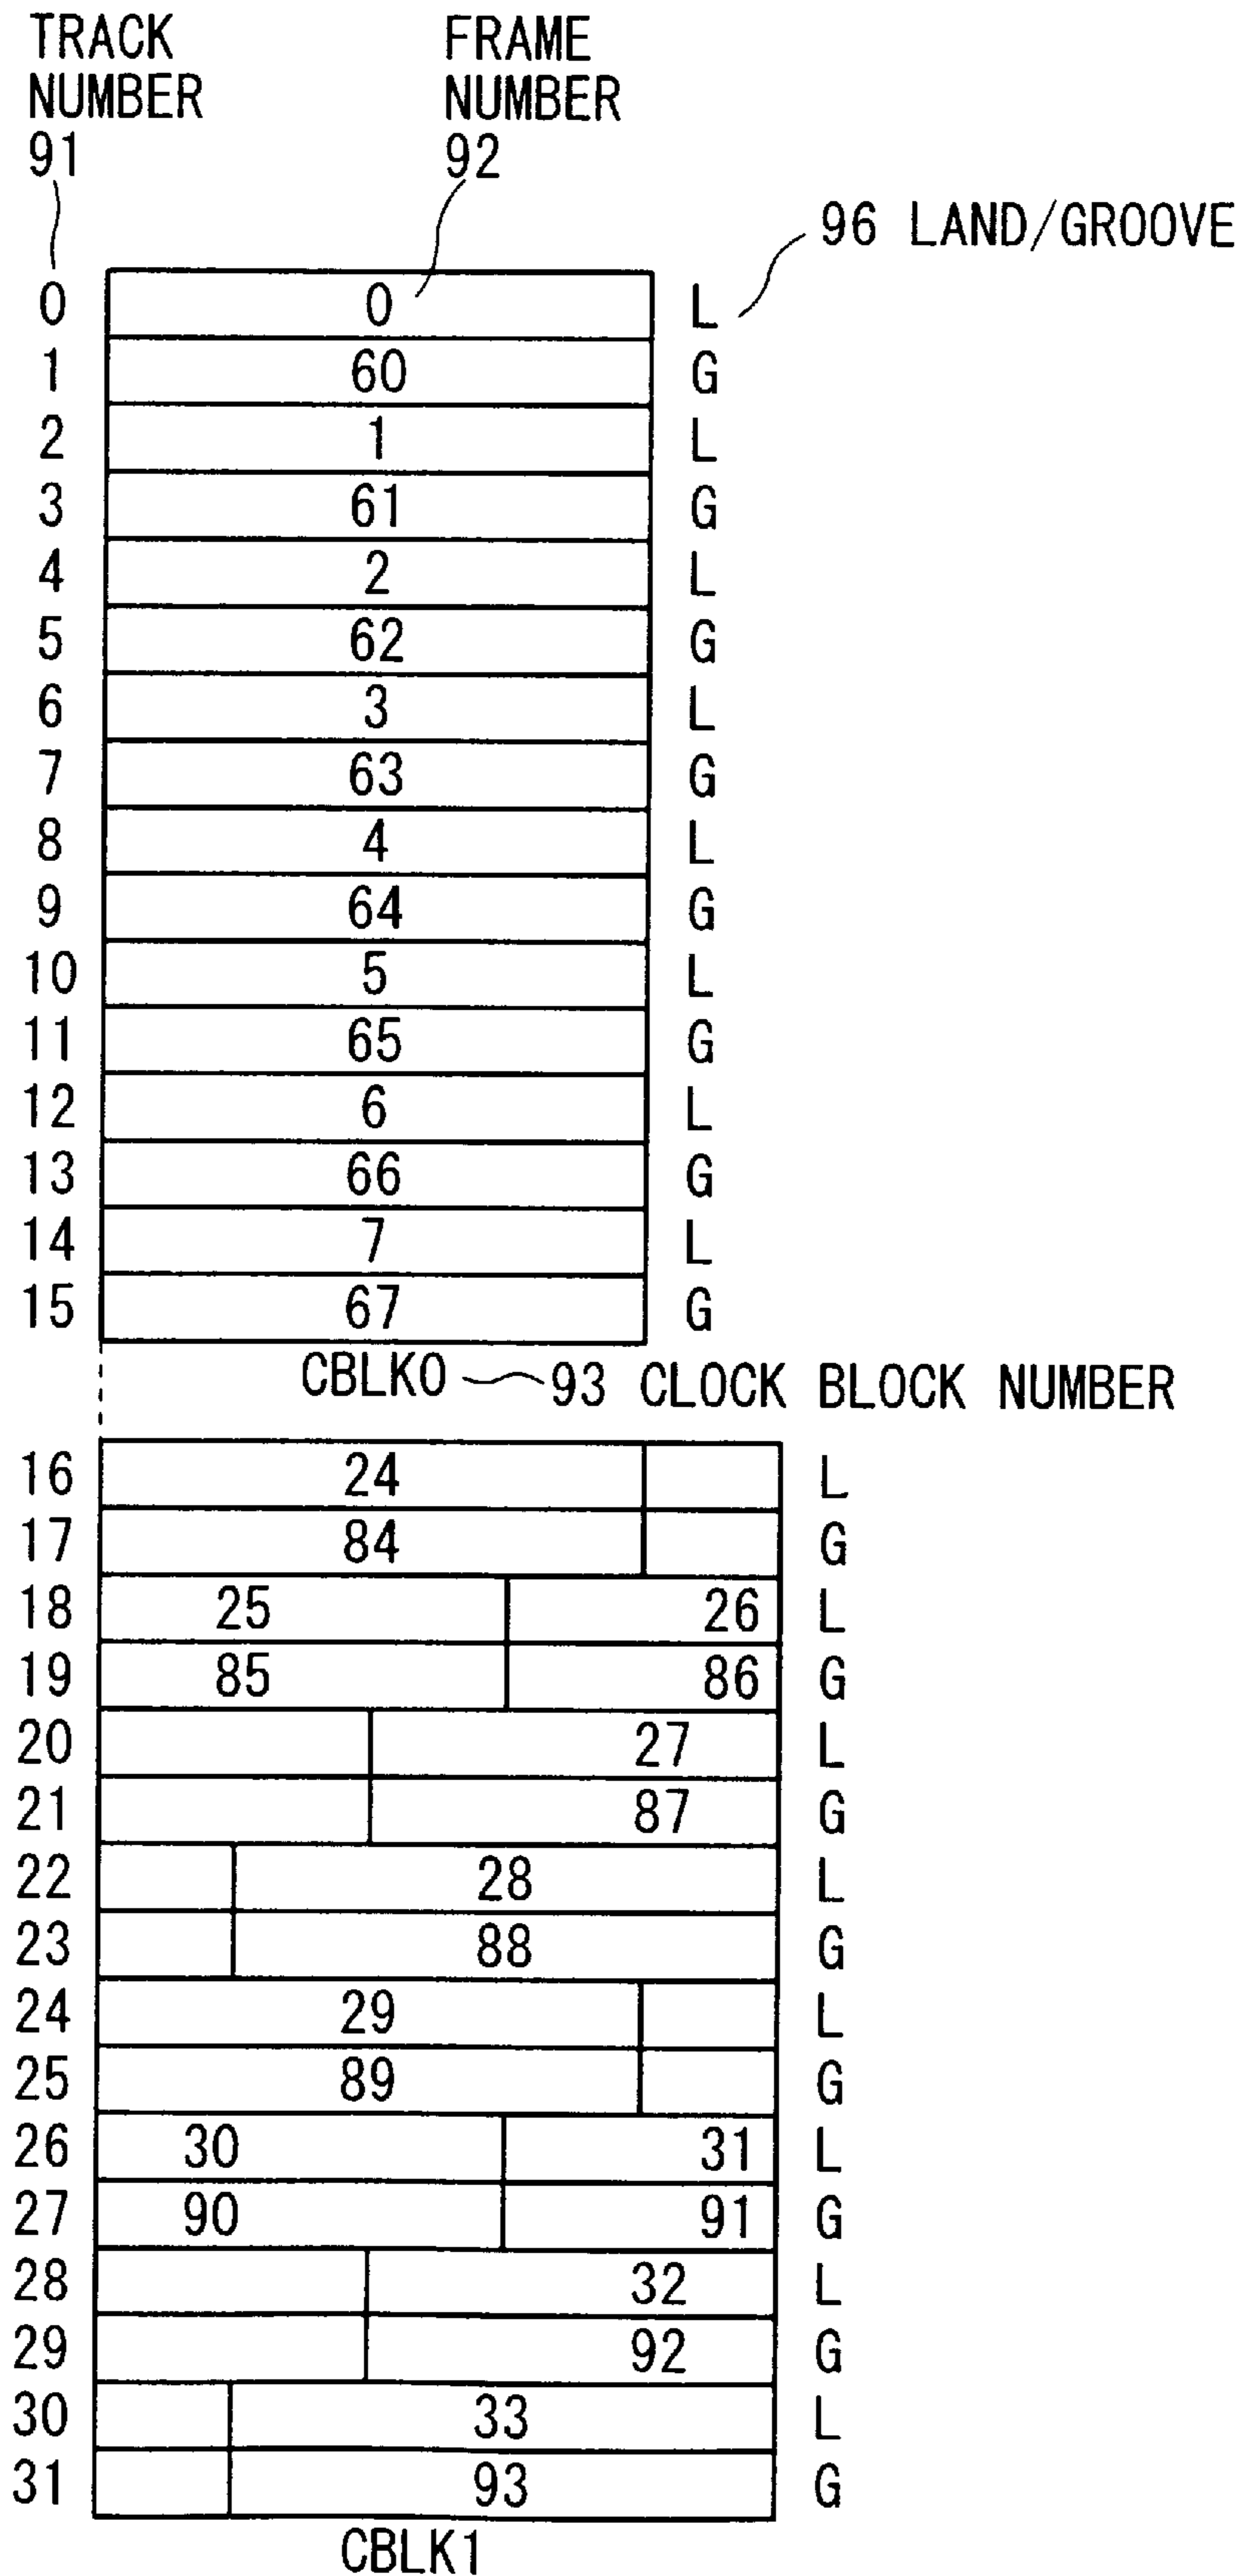 TRACK NUMBER 91
FRAME NUMBER 92
96 LAND/GROOVE
0 0 L
1 60 G
2 1 L
3 61 G
4 2 L
5 62 G
6 3 L
7 63 G
8 4 L
9 64 G
10 5 L
11 65 G
12 6 L
13 66 G
14 7 L
15 67 G
CBLK0 93 CLOCK BLOCK NUMBER
16 24 L
17 84 G
18 25 26 L
19 85 86 G
20 27 L
21 87 G
22 28 L
23 88 G
24 29 L
25 89 G
26 30 31 L
27 90 91 G
28 32 L
29 92 G
30 33 L
31 93 G
CBLK1